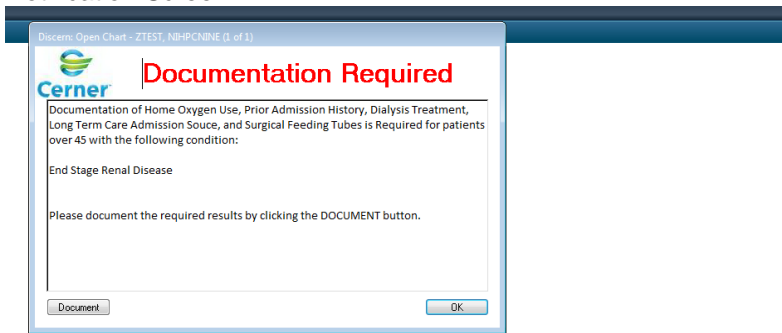 Discern: Open Chart - ZTEST, NIHPCNINE (1 of 1)
Cerner
Documentation Required
Documentation of Home Oxygen Use, Prior Admission History, Dialysis Treatment,
Long Term Care Admission Souce, and Surgical Feeding Tubes is Required for patients
over 45 with the following condition:
End Stage Renal Disease
Please document the required results by clicking the DOCUMENT button.
Document
OK